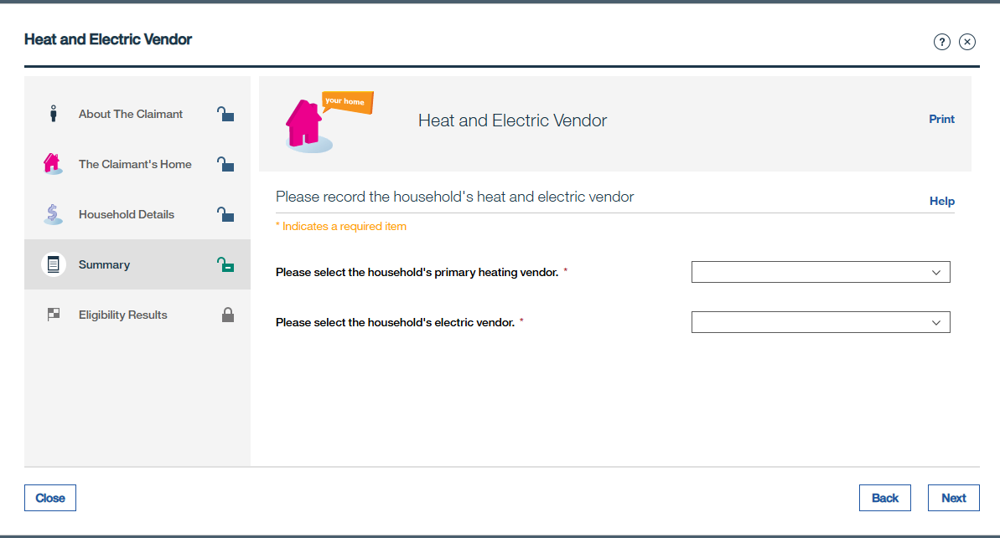 Heat and Electric Vendor
?
About The Claimant
The Claimant's Home
Household Details
Summary
Eligibility Results
your home
Heat and Electric Vendor
Print
Please record the household's heat and electric vendor
Help
* Indicates a required item
Please select the household's primary heating vendor. *
Please select the household's electric vendor. *
Close
Back
Next